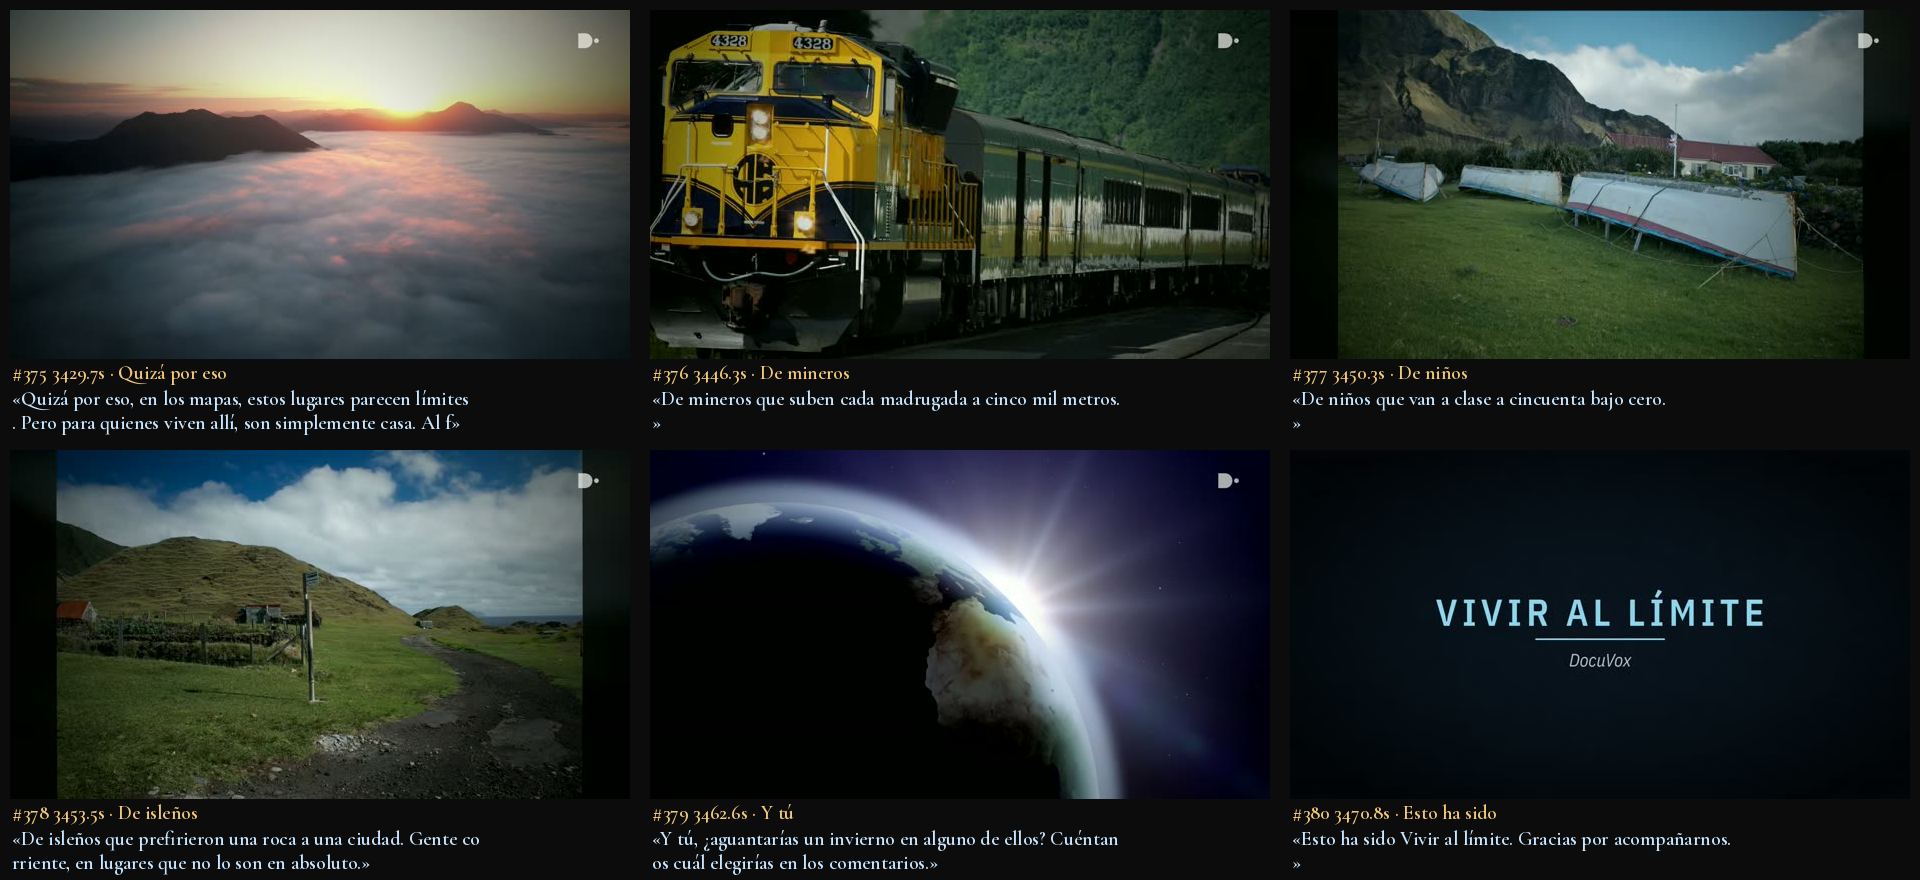 4328 4328
#375 3429.7s · Quizá por eso
«Quizá por eso, en los mapas, estos lugares parecen límites
. Pero para quienes viven allí, son simplemente casa. Al f»
#376 3446.3s · De mineros
«De mineros que suben cada madrugada a cinco mil metros.
»
#377 3450.3s · De niños
«De niños que van a clase a cincuenta bajo cero.
»
VIVIR AL LÍMITE
DocuVox
#378 3453.5s · De isleños
«De isleños que prefirieron una roca a una ciudad. Gente co
rriente, en lugares que no lo son en absoluto.»
#379 3462.6s · Y tú
«Y tú, ¿aguantarías un invierno en alguno de ellos? Cuéntan
os cuál elegirías en los comentarios.»
#380 3470.8s · Esto ha sido
«Esto ha sido Vivir al límite. Gracias por acompañarnos.
»